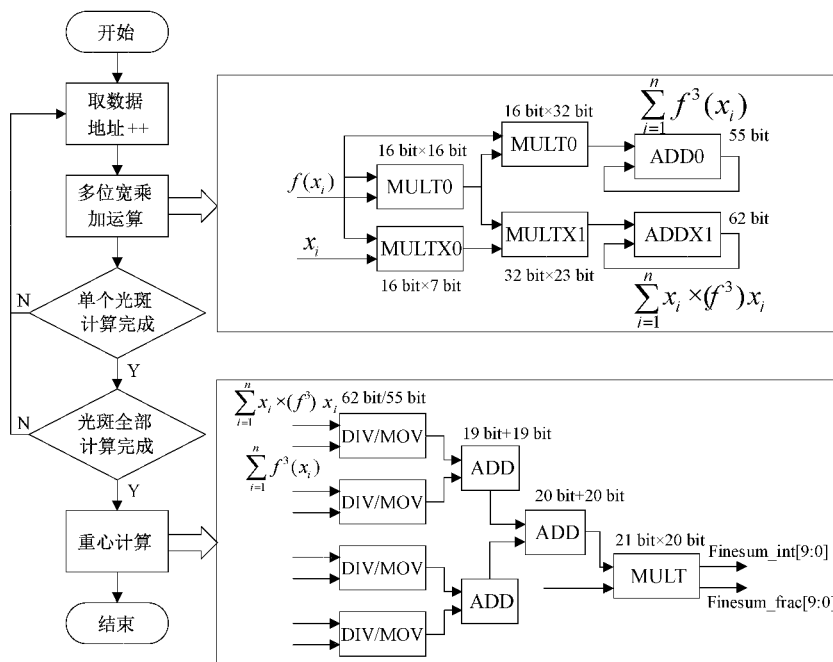 开始
取数据
地址++
多位宽乘
加运算
N
单个光斑
计算完成
Y
N
光斑全部
计算完成
Y
重心计算
结束
16 bit×32 bit
∑_{i=1}^{n} f^3(x_i)
55 bit
16 bit×16 bit
MULT0
ADD0
f(x_i)
MULT0
62 bit
x_i
MULTX0
MULTX1
ADDX1
16 bit×7 bit
32 bit×23 bit
∑_{i=1}^{n} x_i×(f^3)x_i
∑_{i=1}^{n} x_i×(f^3) x_i
62 bit/55 bit
DIV/MOV
19 bit+19 bit
∑_{i=1}^{n} f^3(x_i)
ADD
DIV/MOV
20 bit+20 bit
ADD
21 bit×20 bit
Finesum_int[9:0]
DIV/MOV
MULT
ADD
Finesum_frac[9:0]
DIV/MOV